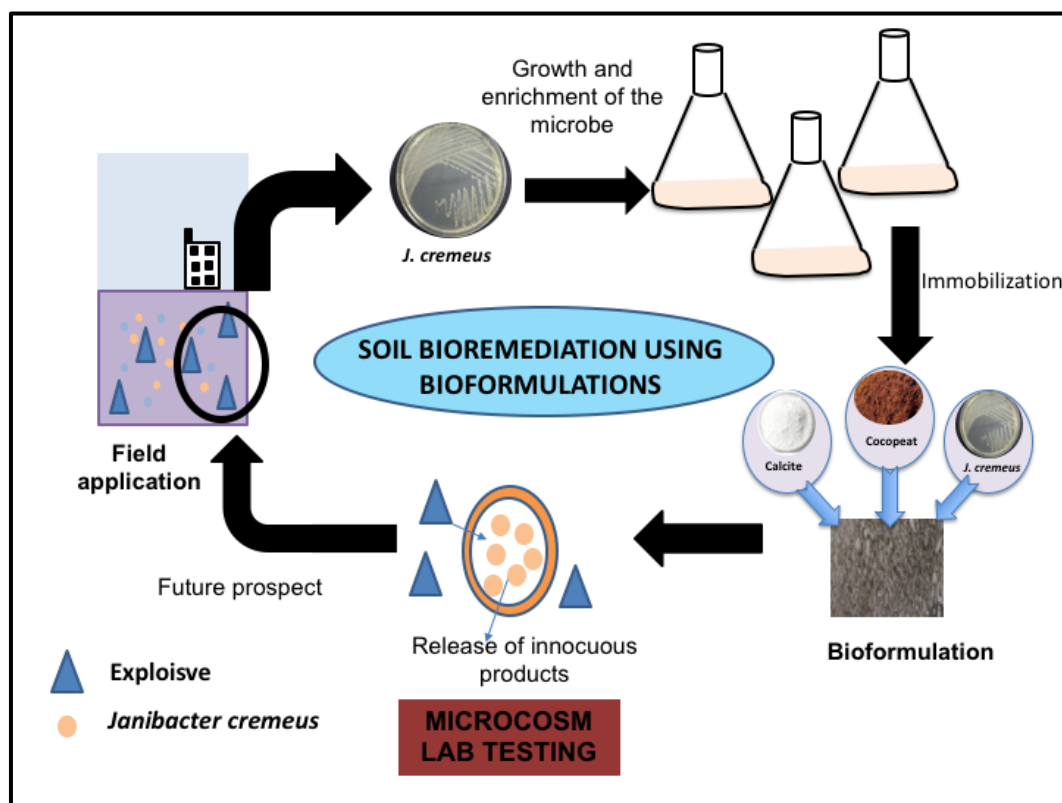 Growth and
enrichment of the
microbe
J. cremeus
Immobilization
SOIL BIOREMEDIATION USING
BIOFORMULATIONS
Calcite
Cocopeat
J. cremeus
Bioformulation
Field
application
Future prospect
Release of innocuous
products
MICROCOSM
LAB TESTING
Exploisve
Janibacter cremeus